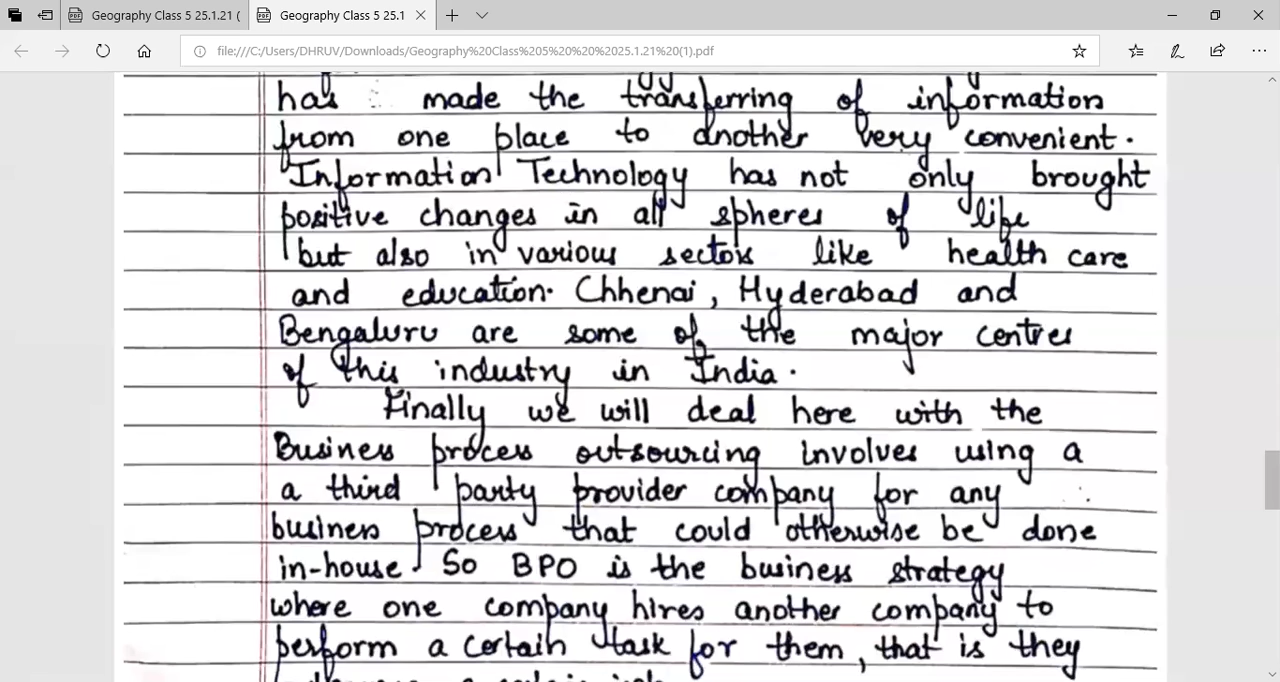 Geography Class 5 25.1.21 (
Geography Class 5 25.1
file:///C:/Users/DHRUV/Downloads/Geography%20Class%205%20%20%2025.1.21%20(1).pdf
has made the transferring of information
from one place to another very convenient.
Information Technology has not only brought
positive changes in all spheres of life
but also in various sectors like health care
and education. Chhenai, Hyderabad and
Bengaluru are some of the major centres
of this industry in India.
Finally we will deal here with the
Business process outsourcing involves using a
a third party provider company for any
business process that could otherwise be done
in-house. So BPO is the business strategy
where one company hires another company to
perform a certain task for them, that is they